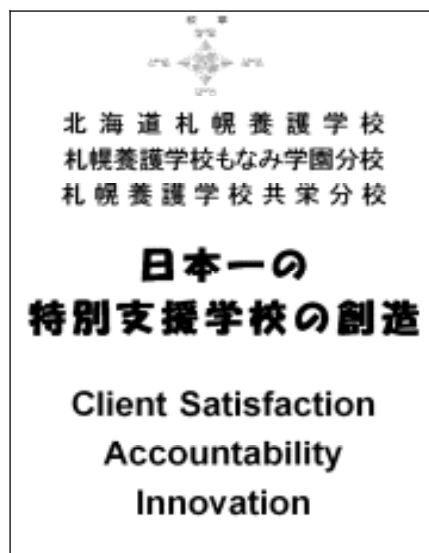 校章
北海道札幌養護学校
札幌養護学校もなみ学園分校
札幌養護学校共栄分校
日本一の
特別支援学校の創造
Client Satisfaction
Accountability
Innovation